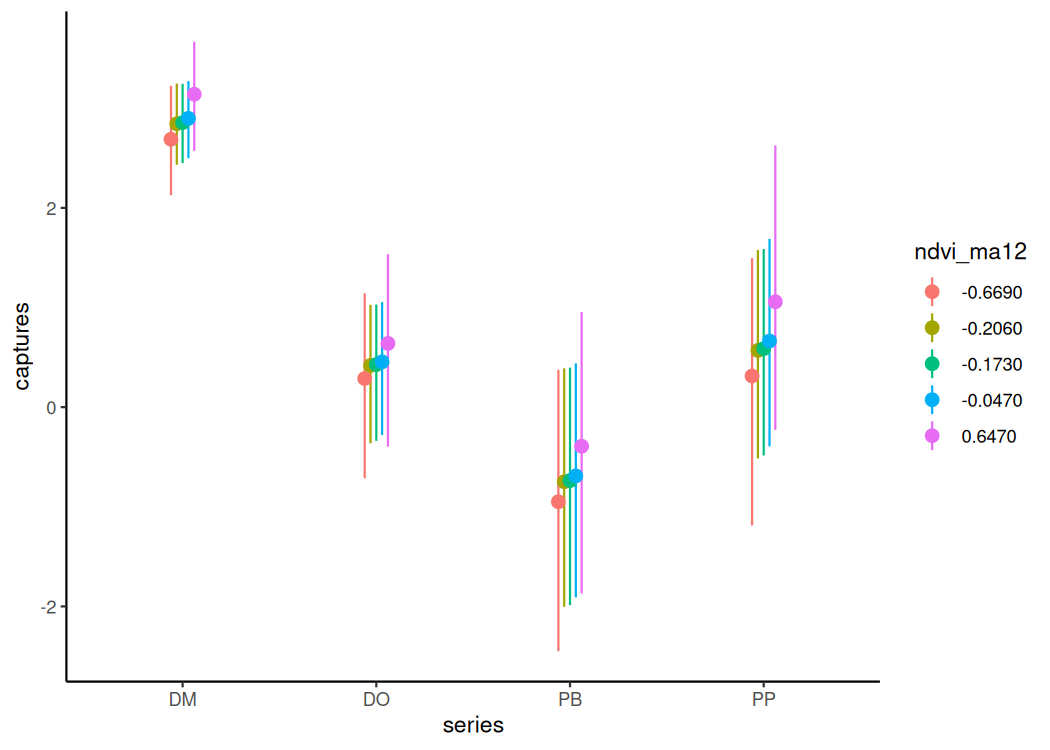 captures
2
0
-2
DM DO PB PP
series
ndvi_ma12
-0.6690
-0.2060
-0.1730
-0.0470
0.6470